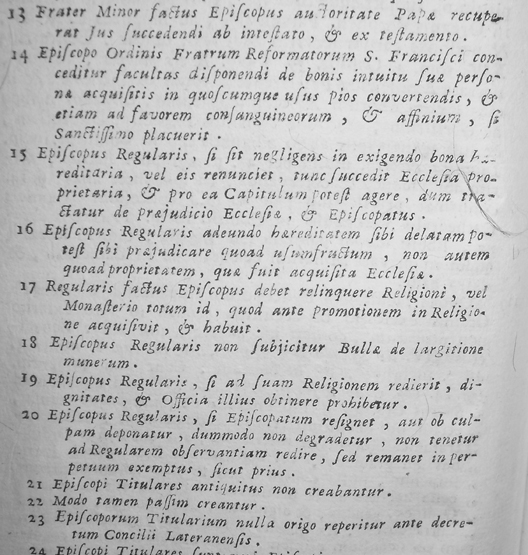 13 Frater Minor factus Episcopus auctoritate Papæ recupe-
rat Jus succedendi ab intestato, & ex testamento.
14 Episcopo Ordinis Fratrum Reformatorum S. Francisci con-
ceditur facultas disponendi de bonis intuitu suæ perso-
næ acquisitis in quoscumque usus pios convertendis, &
etiam ad favorem consanguineorum, & affinium, si
Sanctissimo placuerit.
15 Episcopus Regularis, si sit negligens in exigendo bona hæ-
reditaria, vel eis renunciet, tunc succedit Ecclesia pro-
prietaria, & pro ea Capitulum potest agere, dum tra-
ctatur de præjudicio Ecclesiæ, & Episcopatus.
16 Episcopus Regularis adeundo hæreditatem sibi delatam po-
test sibi præjudicare quoad usumfructum, non autem
quoad proprietatem, quæ fuit acquisita Ecclesiæ.
17 Regularis factus Episcopus debet relinquere Religioni, vel
Monasterio totum id, quod ante promotionem in Religio-
ne acquisivit, & habuit.
18 Episcopus Regularis non subjicitur Bullæ de largitione
munerum.
19 Episcopus Regularis, si ad suam Religionem redierit, di-
gnitates, & Officia illius obtinere prohibetur.
20 Episcopus Regularis, si Episcopatum resignet, aut ob cul-
pam deponatur, dummodo non degradetur, non tenetur
ad Regularem observantiam redire, sed remanet in per-
petuum exemptus, sicut prius.
21 Episcopi Titulares antiquitus non creabantur.
22 Modo tamen passim creantur.
23 Episcoporum Titularium nulla origo reperitur ante decre-
tum Concilii Lateranensis.
24 Episcopi Titulares